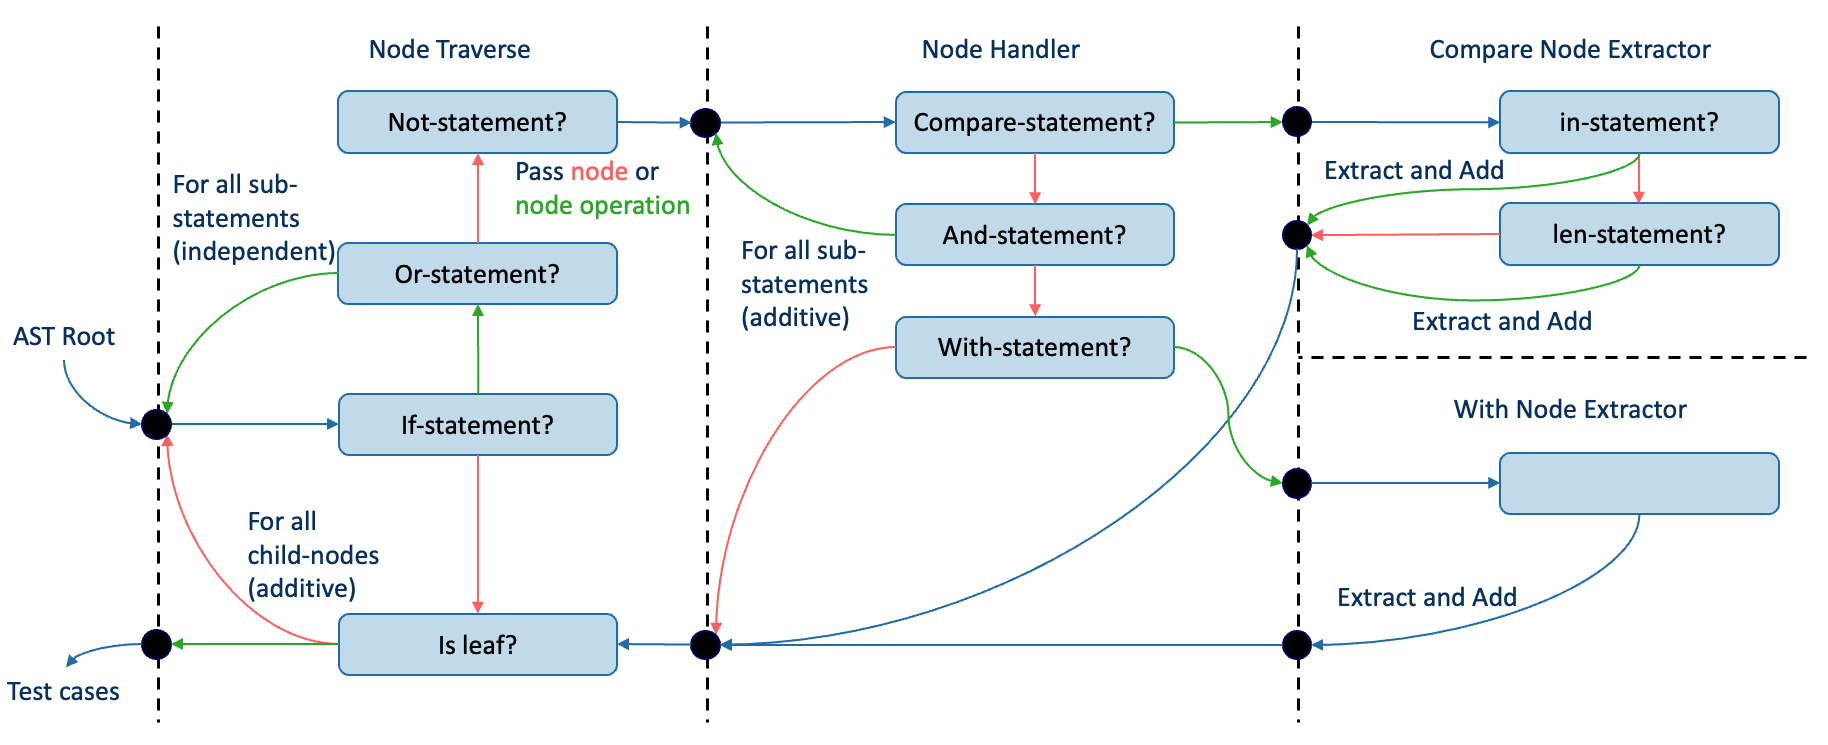 Node Traverse
Node Handler
Compare Node Extractor
Not-statement?
Compare-statement?
in-statement?
Pass node or
node operation
For all sub-
statements
(independent)
Extract and Add
And-statement?
len-statement?
Or-statement?
For all sub-
statements
(additive)
Extract and Add
AST Root
With-statement?
If-statement?
With Node Extractor
For all
child-nodes
(additive)
Extract and Add
Is leaf?
Test cases